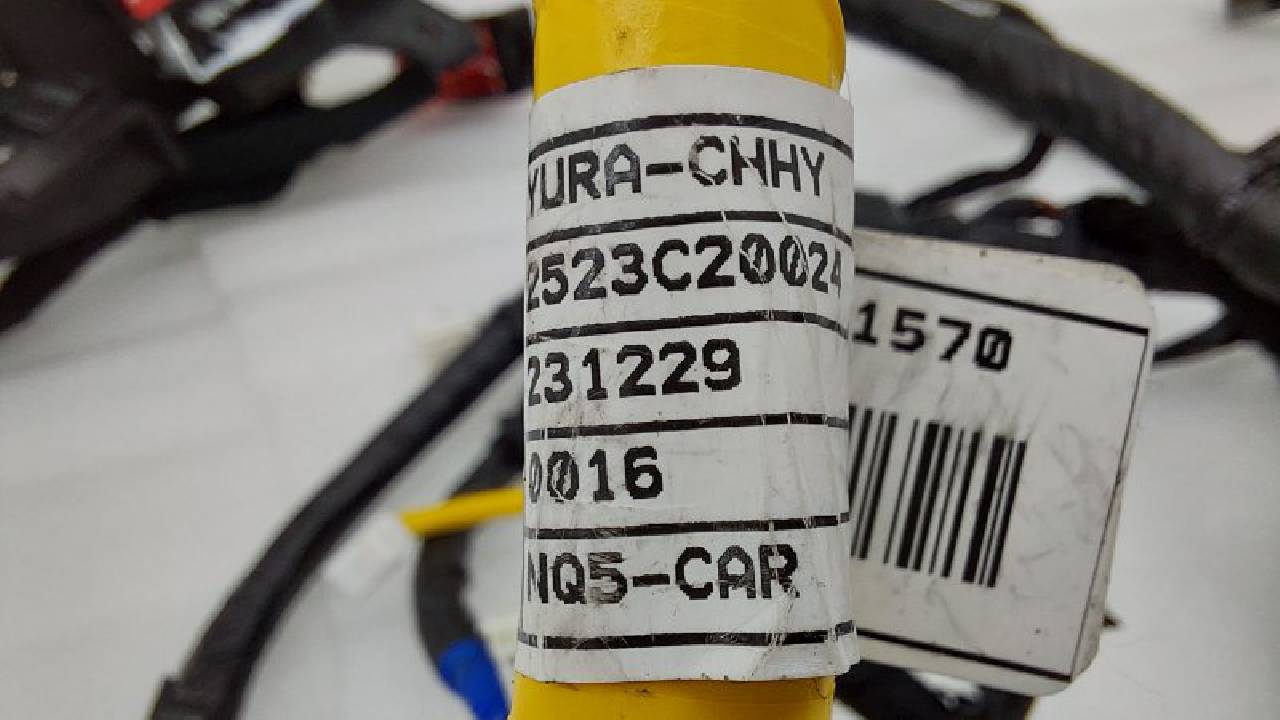 YURA-CHHY
2523C20024
231229
0016
NQ5-CAR
1570